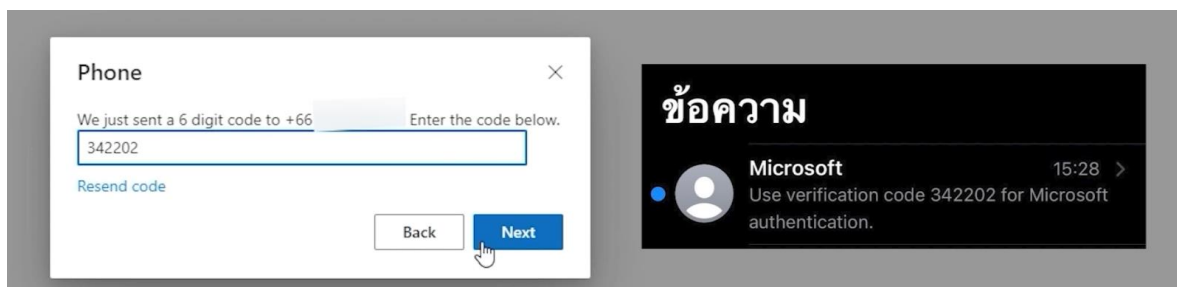 Phone
We just sent a 6 digit code to +66 Enter the code below.
342202
Resend code
Back Next
ข้อความ
Microsoft 15:28
Use verification code 342202 for Microsoft
authentication.